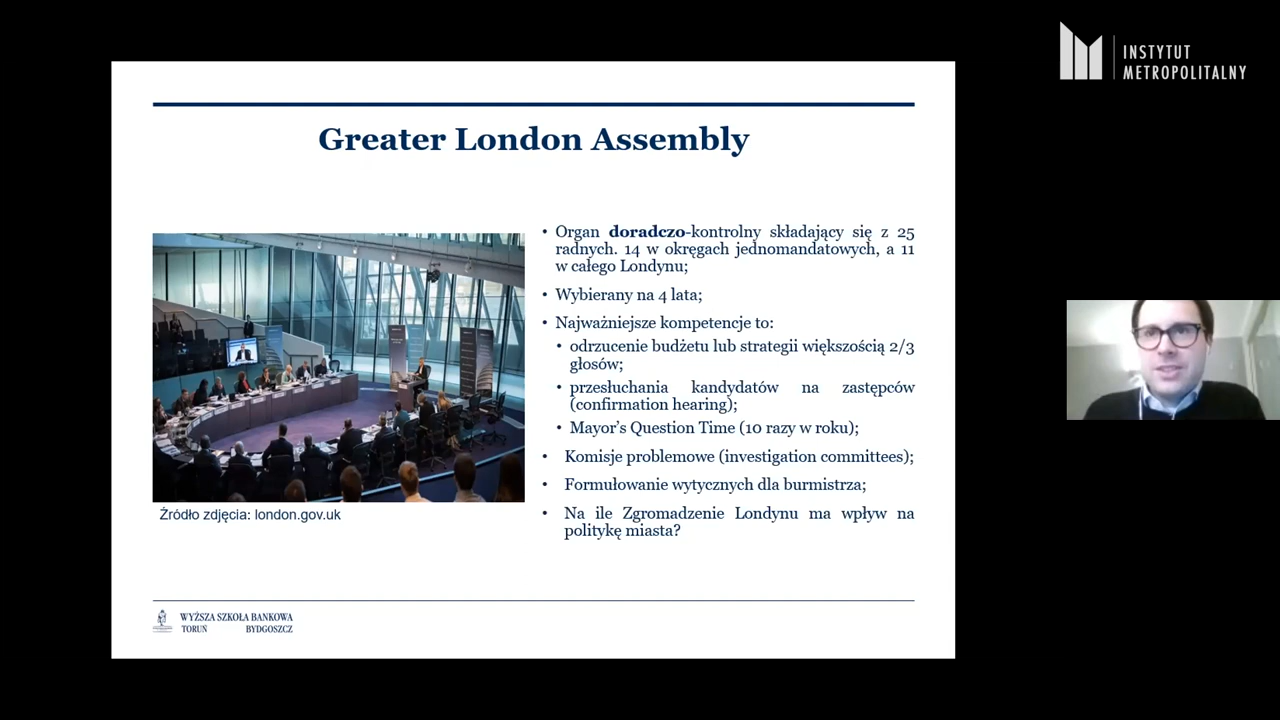 INSTYTUT
METROPOLITALNY
Greater London Assembly
• Organ doradczo-kontrolny składający się z 25
radnych. 14 w okręgach jednomandatowych, a 11
w całego Londynu;
• Wybierany na 4 lata;
• Najważniejsze kompetencje to:
• odrzucenie budżetu lub strategii większością 2/3
głosów;
• przesłuchania kandydatów na zastępców
(confirmation hearing);
• Mayor’s Question Time (10 razy w roku);
• Komisje problemowe (investigation committees);
• Formułowanie wytycznych dla burmistrza;
• Na ile Zgromadzenie Londynu ma wpływ na
politykę miasta?
Źródło zdjęcia: london.gov.uk
WYŻSZA SZKOŁA BANKOWA
TORUŃ BYDGOSZCZ